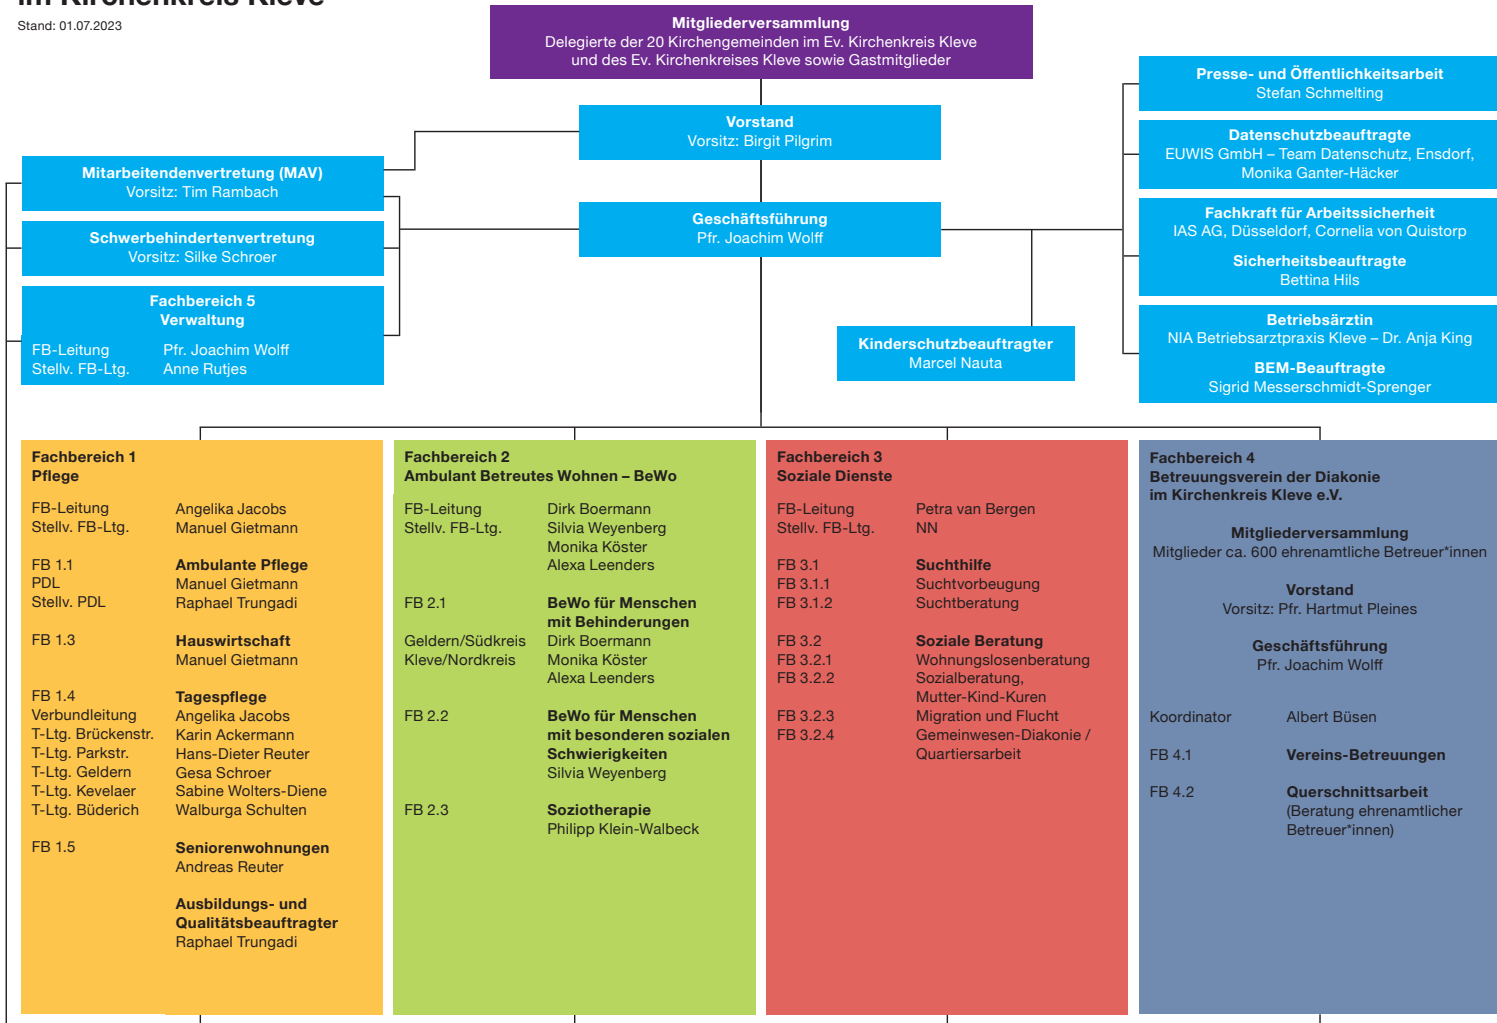 im Kirchenkreis Kleve
Stand: 01.07.2023
Mitgliederversammlung
Delegierte der 20 Kirchengemeinden im Ev. Kirchenkreis Kleve
und des Ev. Kirchenkreises Kleve sowie Gastmitglieder
Vorstand
Vorsitz: Birgit Pilgrim
Geschäftsführung
Pfr. Joachim Wolff
Mitarbeitendenvertretung (MAV)
Vorsitz: Tim Rambach
Schwerbehindertenvertretung
Vorsitz: Silke Schroer
Fachbereich 5
Verwaltung
FB-Leitung Pfr. Joachim Wolff
Stellv. FB-Ltg. Anne Rutjes
Kinderschutzbeauftragter
Marcel Nauta
Presse- und Öffentlichkeitsarbeit
Stefan Schmelting
Datenschutzbeauftragte
EUWIS GmbH – Team Datenschutz, Ensdorf,
Monika Ganter-Häcker
Fachkraft für Arbeitssicherheit
IAS AG, Düsseldorf, Cornelia von Quistorp
Sicherheitsbeauftragte
Bettina Hils
Betriebsärztin
NIA Betriebsarztpraxis Kleve – Dr. Anja King
BEM-Beauftragte
Sigrid Messerschmidt-Sprenger
Fachbereich 1
Pflege
FB-Leitung Angelika Jacobs
Stellv. FB-Ltg. Manuel Gietmann
FB 1.1 Ambulante Pflege
PDL Manuel Gietmann
Stellv. PDL Raphael Trungadi
FB 1.3 Hauswirtschaft
Manuel Gietmann
FB 1.4 Tagespflege
Verbundleitung Angelika Jacobs
T-Ltg. Brückenstr. Karin Ackermann
T-Ltg. Parkstr. Hans-Dieter Reuter
T-Ltg. Geldern Gesa Schroer
T-Ltg. Kevelaer Sabine Wolters-Diene
T-Ltg. Büderich Walburga Schulten
FB 1.5 Seniorenwohnungen
Andreas Reuter
Ausbildungs- und
Qualitätsbeauftragter
Raphael Trungadi
Fachbereich 2
Ambulant Betreutes Wohnen – BeWo
FB-Leitung Dirk Boermann
Stellv. FB-Ltg. Silvia Weyenberg
Monika Köster
Alexa Leenders
FB 2.1 BeWo für Menschen
mit Behinderungen
Geldern/Südkreis Dirk Boermann
Kleve/Nordkreis Monika Köster
Alexa Leenders
FB 2.2 BeWo für Menschen
mit besonderen sozialen
Schwierigkeiten
Silvia Weyenberg
FB 2.3 Soziotherapie
Philipp Klein-Walbeck
Fachbereich 3
Soziale Dienste
FB-Leitung Petra van Bergen
Stellv. FB-Ltg. NN
FB 3.1 Suchthilfe
FB 3.1.1 Suchtvorbeugung
FB 3.1.2 Suchtberatung
FB 3.2 Soziale Beratung
FB 3.2.1 Wohnungslosenberatung
FB 3.2.2 Sozialberatung,
Mutter-Kind-Kuren
FB 3.2.3 Migration und Flucht
FB 3.2.4 Gemeinwesen-Diakonie /
Quartiersarbeit
Fachbereich 4
Betreuungsverein der Diakonie
im Kirchenkreis Kleve e.V.
Mitgliederversammlung
Mitglieder ca. 600 ehrenamtliche Betreuer*innen
Vorstand
Vorsitz: Pfr. Hartmut Pleines
Geschäftsführung
Pfr. Joachim Wolff
Koordinator Albert Büsen
FB 4.1 Vereins-Betreuungen
FB 4.2 Querschnittsarbeit
(Beratung ehrenamtlicher
Betreuer*innen)